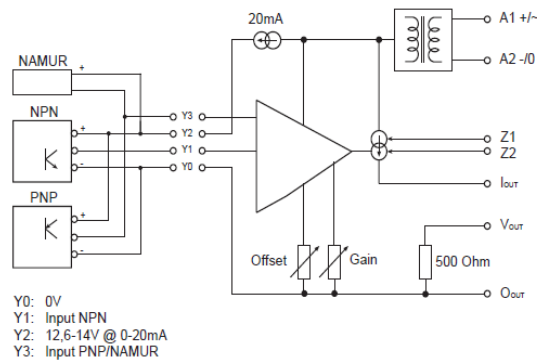 20mA
A1 +/~
A2 -/0
NAMUR
+
NPN
+
-
PNP
+
-
Y3
Y2
Y1
Y0
Z1
Z2
IOUT
VOUT
Offset
Gain
500 Ohm
OOUT
Y0: 0V
Y1: Input NPN
Y2: 12,6-14V @ 0-20mA
Y3: Input PNP/NAMUR